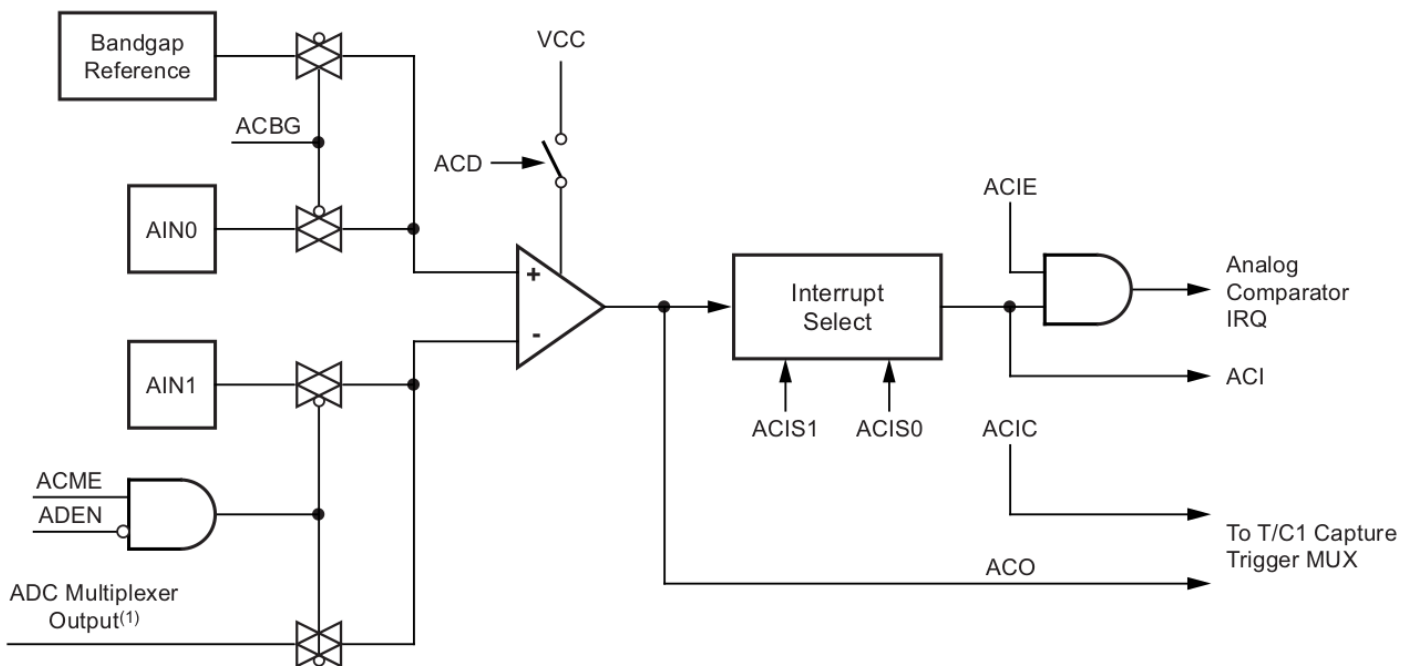 Bandgap
Reference
VCC
ACBG
ACD
ACIE
AIN0
+
Interrupt
Select
Analog
Comparator
IRQ
-
AIN1
ACI
ACIS1
ACIS0
ACIC
ACME
ADEN
To T/C1 Capture
Trigger MUX
ACO
ADC Multiplexer
Output(1)